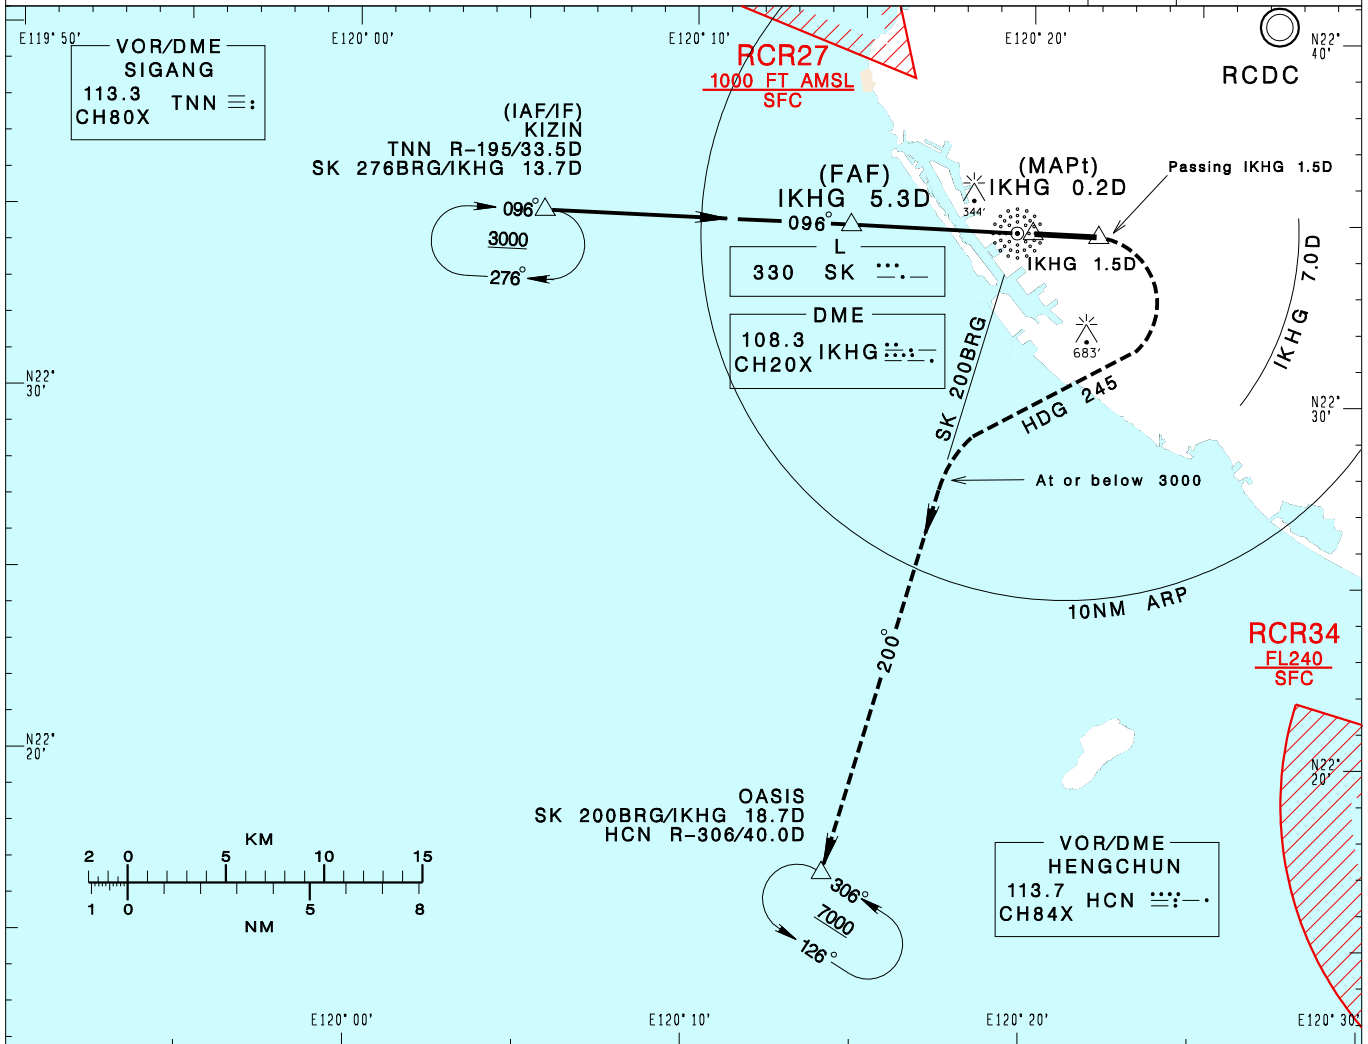 E119°50'
E120°00'
E120°10'
E120°20'
N22°
40'
VOR/DME
SIGANG
113.3
CH80X
TNN
RCR27
1000 FT AMSL
SFC
RCDC
(IAF/IF)
KIZIN
TNN R-195/33.5D
SK 276BRG/IKHG 13.7D
(FAF)
IKHG 5.3D
(MAPt)
IKHG 0.2D
Passing IKHG 1.5D
344'
096°
3000
276°
096°
L
330 SK
IKHG 1.5D
IKHG 7.0D
DME
108.3
CH20X
IKHG
683'
SK 200BRG
HDG 245
N22°
30'
N22°
30'
At or below 3000
10NM ARP
200°
RCR34
FL240
SFC
N22°
20'
N22°
20'
OASIS
SK 200BRG/IKHG 18.7D
HCN R-306/40.0D
KM
2 0 5 10 15
1 0 5 8
NM
306°
7000
126°
VOR/DME
HENGCHUN
113.7
CH84X
HCN
E120°00'
E120°10'
E120°20'
E120°30'